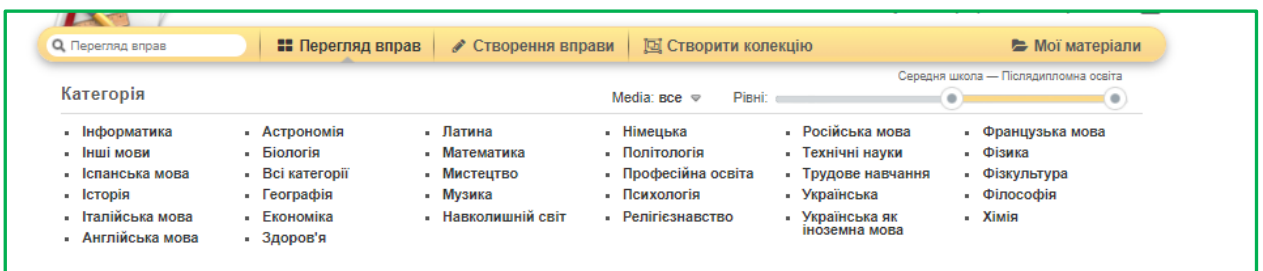 Перегляд вправ
Перегляд вправ
Створення вправи
Створити колекцію
Мої матеріали
Середня школа — Післядипломна освіта
Категорія
Media: все
Рівні:
Інформатика
Інші мови
Іспанська мова
Історія
Італійська мова
Англійська мова
Астрономія
Біологія
Всі категорії
Географія
Економіка
Здоров'я
Латина
Математика
Мистецтво
Музика
Навколишній світ
Німецька
Політологія
Професійна освіта
Психологія
Релігієзнавство
Російська мова
Технічні науки
Трудове навчання
Українська
Українська як
іноземна мова
Французька мова
Фізика
Фізкультура
Філософія
Хімія